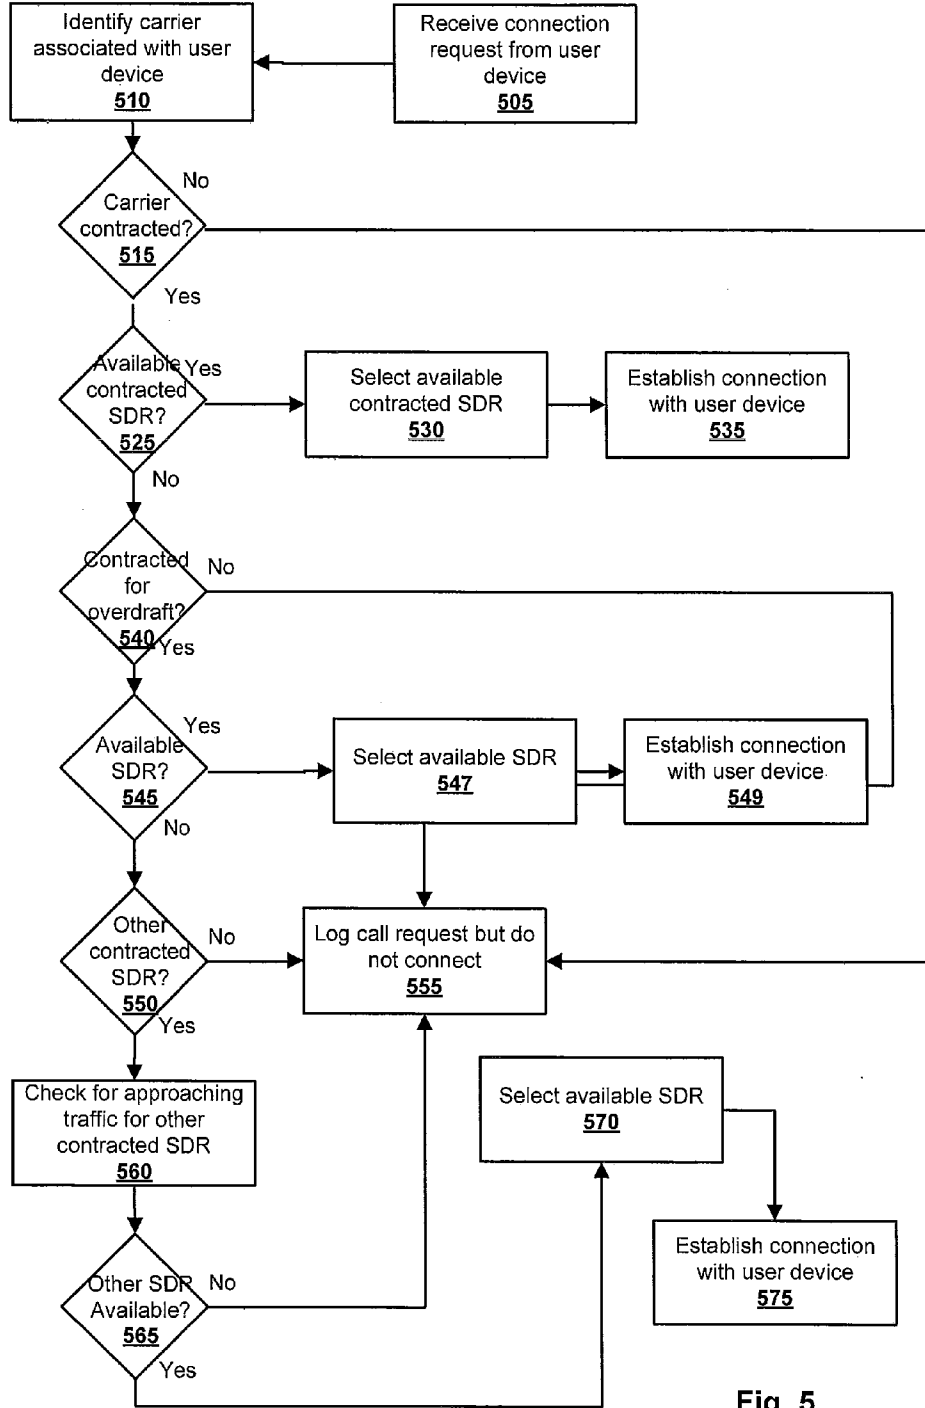 Identify carrier
associated with user
device
510
Receive connection
request from user
device
505
No
Carrier
contracted?
515
Yes
Available
contracted
SDR?
525
Yes
Select available
contracted SDR
530
Establish connection
with user device
535
No
Contracted
for
overdraft?
540
No
Yes
Available
SDR?
545
Yes
Select available SDR
547
Establish connection
with user device
549
No
Other
contracted
SDR?
550
No
Log call request but do
not connect
555
Yes
Check for approaching
traffic for other
contracted SDR
560
Select available SDR
570
Other SDR
Available?
565
No
Establish connection
with user device
575
Yes
Fig. 5